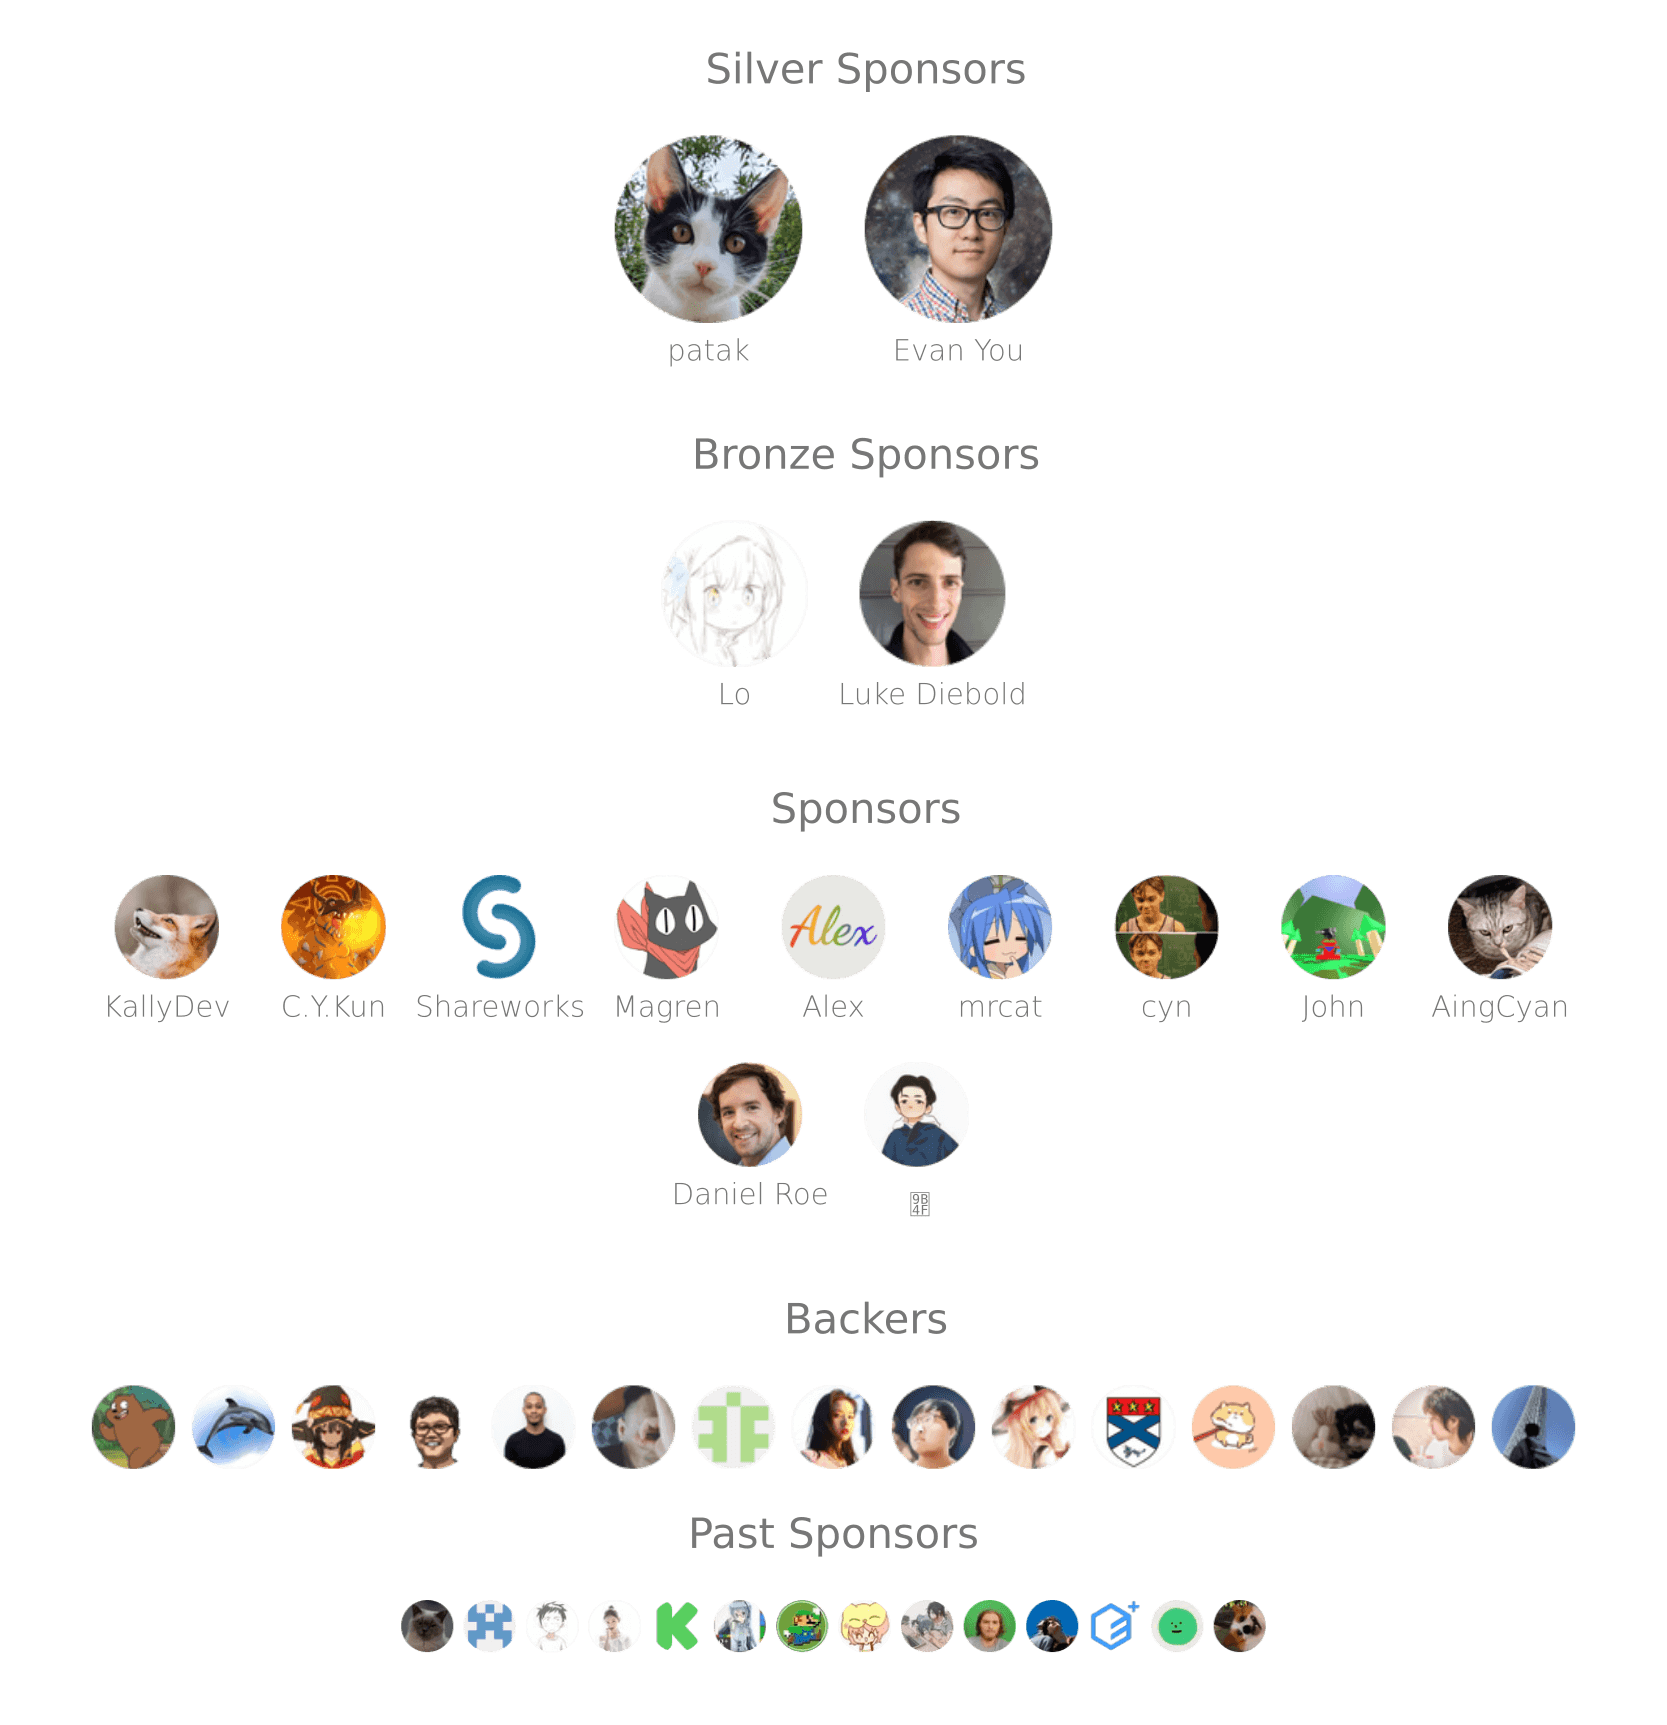 Silver Sponsors
patak Evan You
Bronze Sponsors
Lo Luke Diebold
Sponsors
Alex
KallyDev C.Y.Kun Shareworks Magren Alex mrcat cyn John AingCyan
Daniel Roe
Backers
Past Sponsors